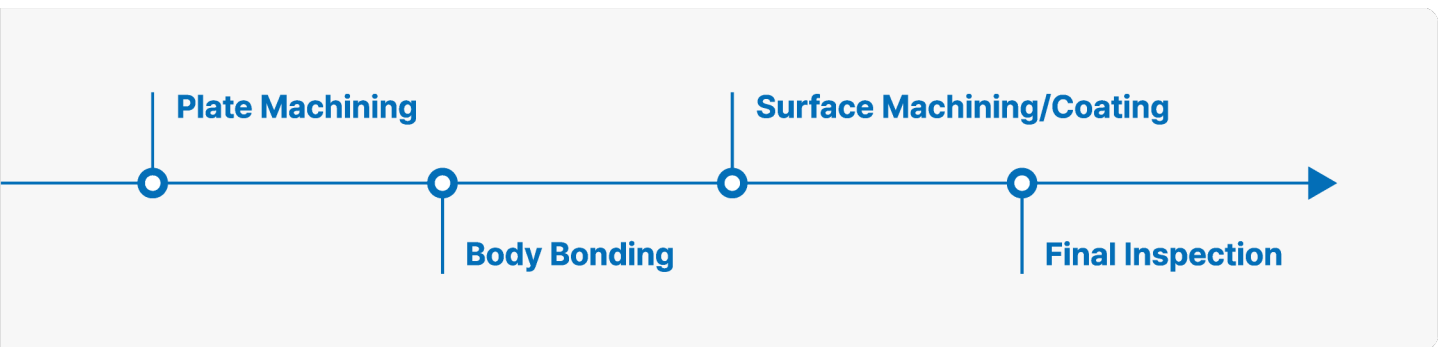 Plate Machining
Body Bonding
Surface Machining/Coating
Final Inspection